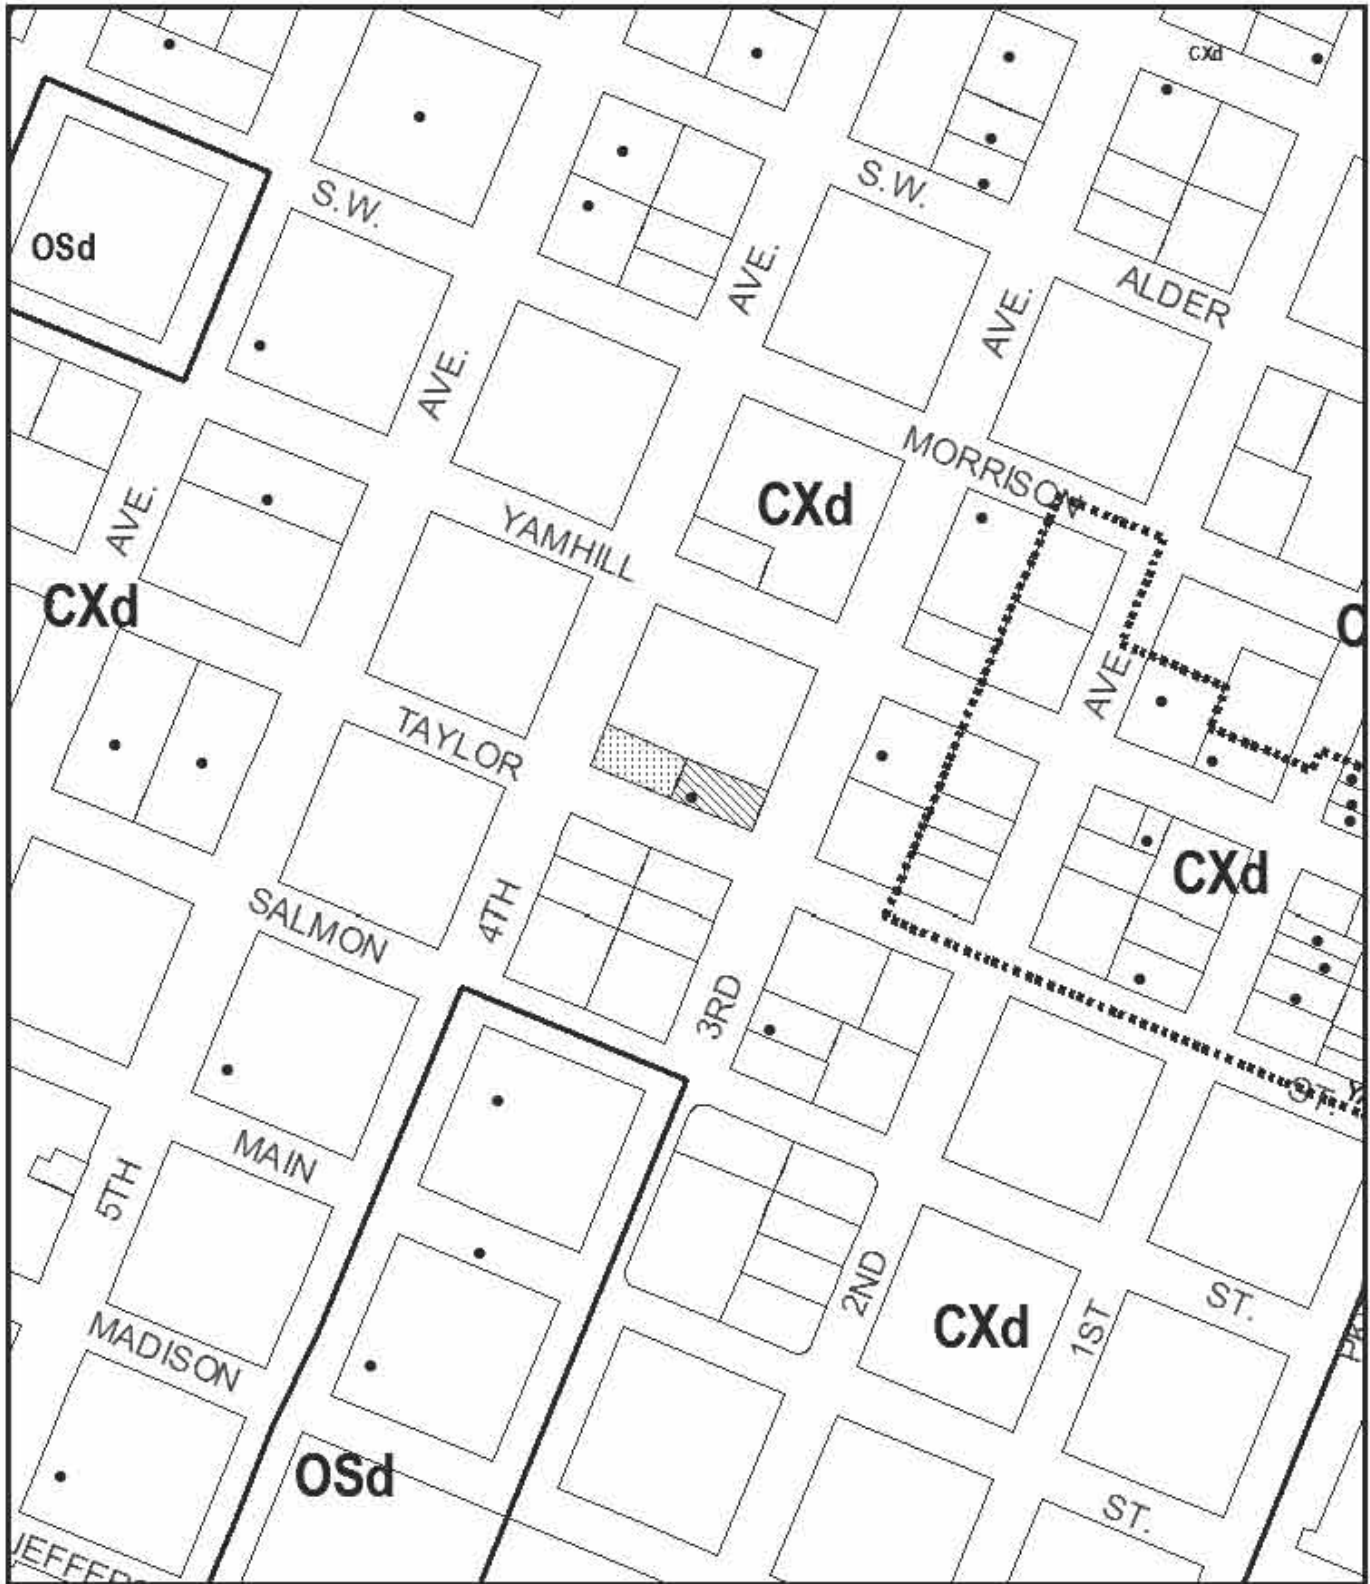 CXd
S.W.
S.W.
OSd
AVE.
ALDER
AVE.
AVE.
MORRISON
CXd
AVE.
YAMHILL
CXd
AVE.
TAYLOR
CXd
4TH
SALMON
3RD
ST.
MAIN
5TH
2ND
ST.
CXd
1ST
MADISON
OSd
ST.